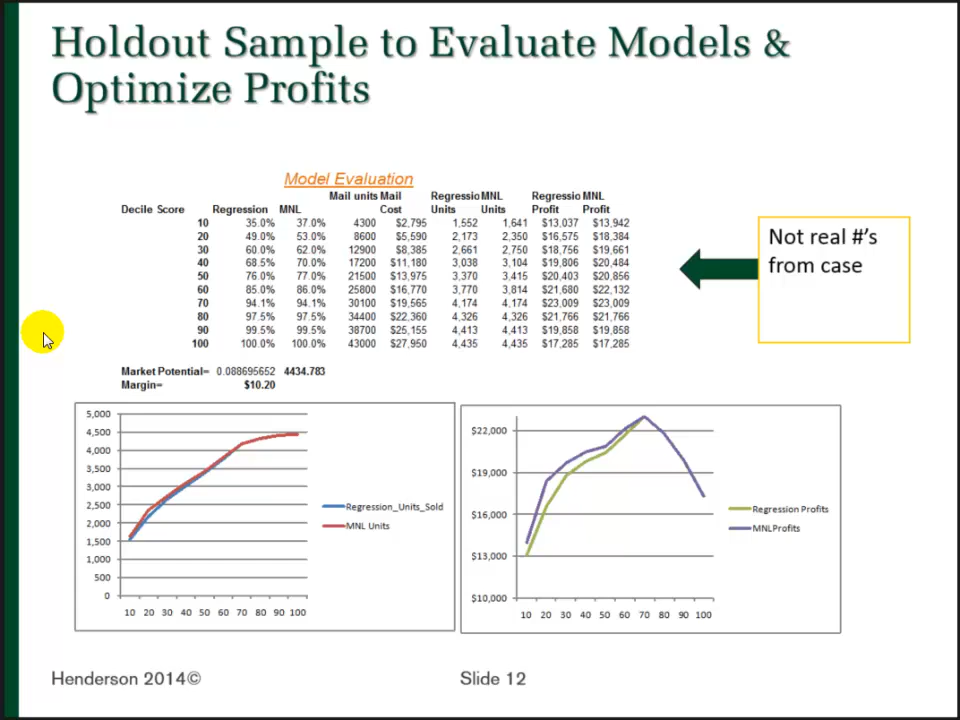 Holdout Sample to Evaluate Models &
Optimize Profits
Model Evaluation
Mail units Mail Regressio MNL Regressio MNL
Decile Score Regression MNL Cost Units Units Profit Profit
10 35.0% 37.0% 4300 $2,795 1,552 1,641 $13,037 $13,942
20 49.0% 53.0% 8600 $5,590 2,173 2,350 $16,575 $18,384
30 60.0% 62.0% 12900 $8,385 2,661 2,750 $18,756 $19,661
40 68.5% 70.0% 17200 $11,180 3,038 3,104 $19,806 $20,484
50 76.0% 77.0% 21500 $13,975 3,370 3,415 $20,403 $20,856
60 85.0% 86.0% 25800 $16,770 3,770 3,814 $21,680 $22,132
70 94.1% 94.1% 30100 $19,565 4,174 4,174 $23,009 $23,009
80 97.5% 97.5% 34400 $22,360 4,326 4,326 $21,766 $21,766
90 99.5% 99.5% 38700 $25,155 4,413 4,413 $19,858 $19,858
100 100.0% 100.0% 43000 $27,950 4,435 4,435 $17,285 $17,285
Market Potential= 0.088695652 4434.783
Margin= $10.20
Not real #'s
from case
5,000
4,500
4,000
3,500
3,000
2,500
2,000
1,500
1,000
500
0
10 20 30 40 50 60 70 80 90 100
Regression_Units_Sold
MNL Units
$22,000
$19,000
$16,000
$13,000
$10,000
10 20 30 40 50 60 70 80 90 100
Regression Profits
MNLProfits
Henderson 2014© Slide 12